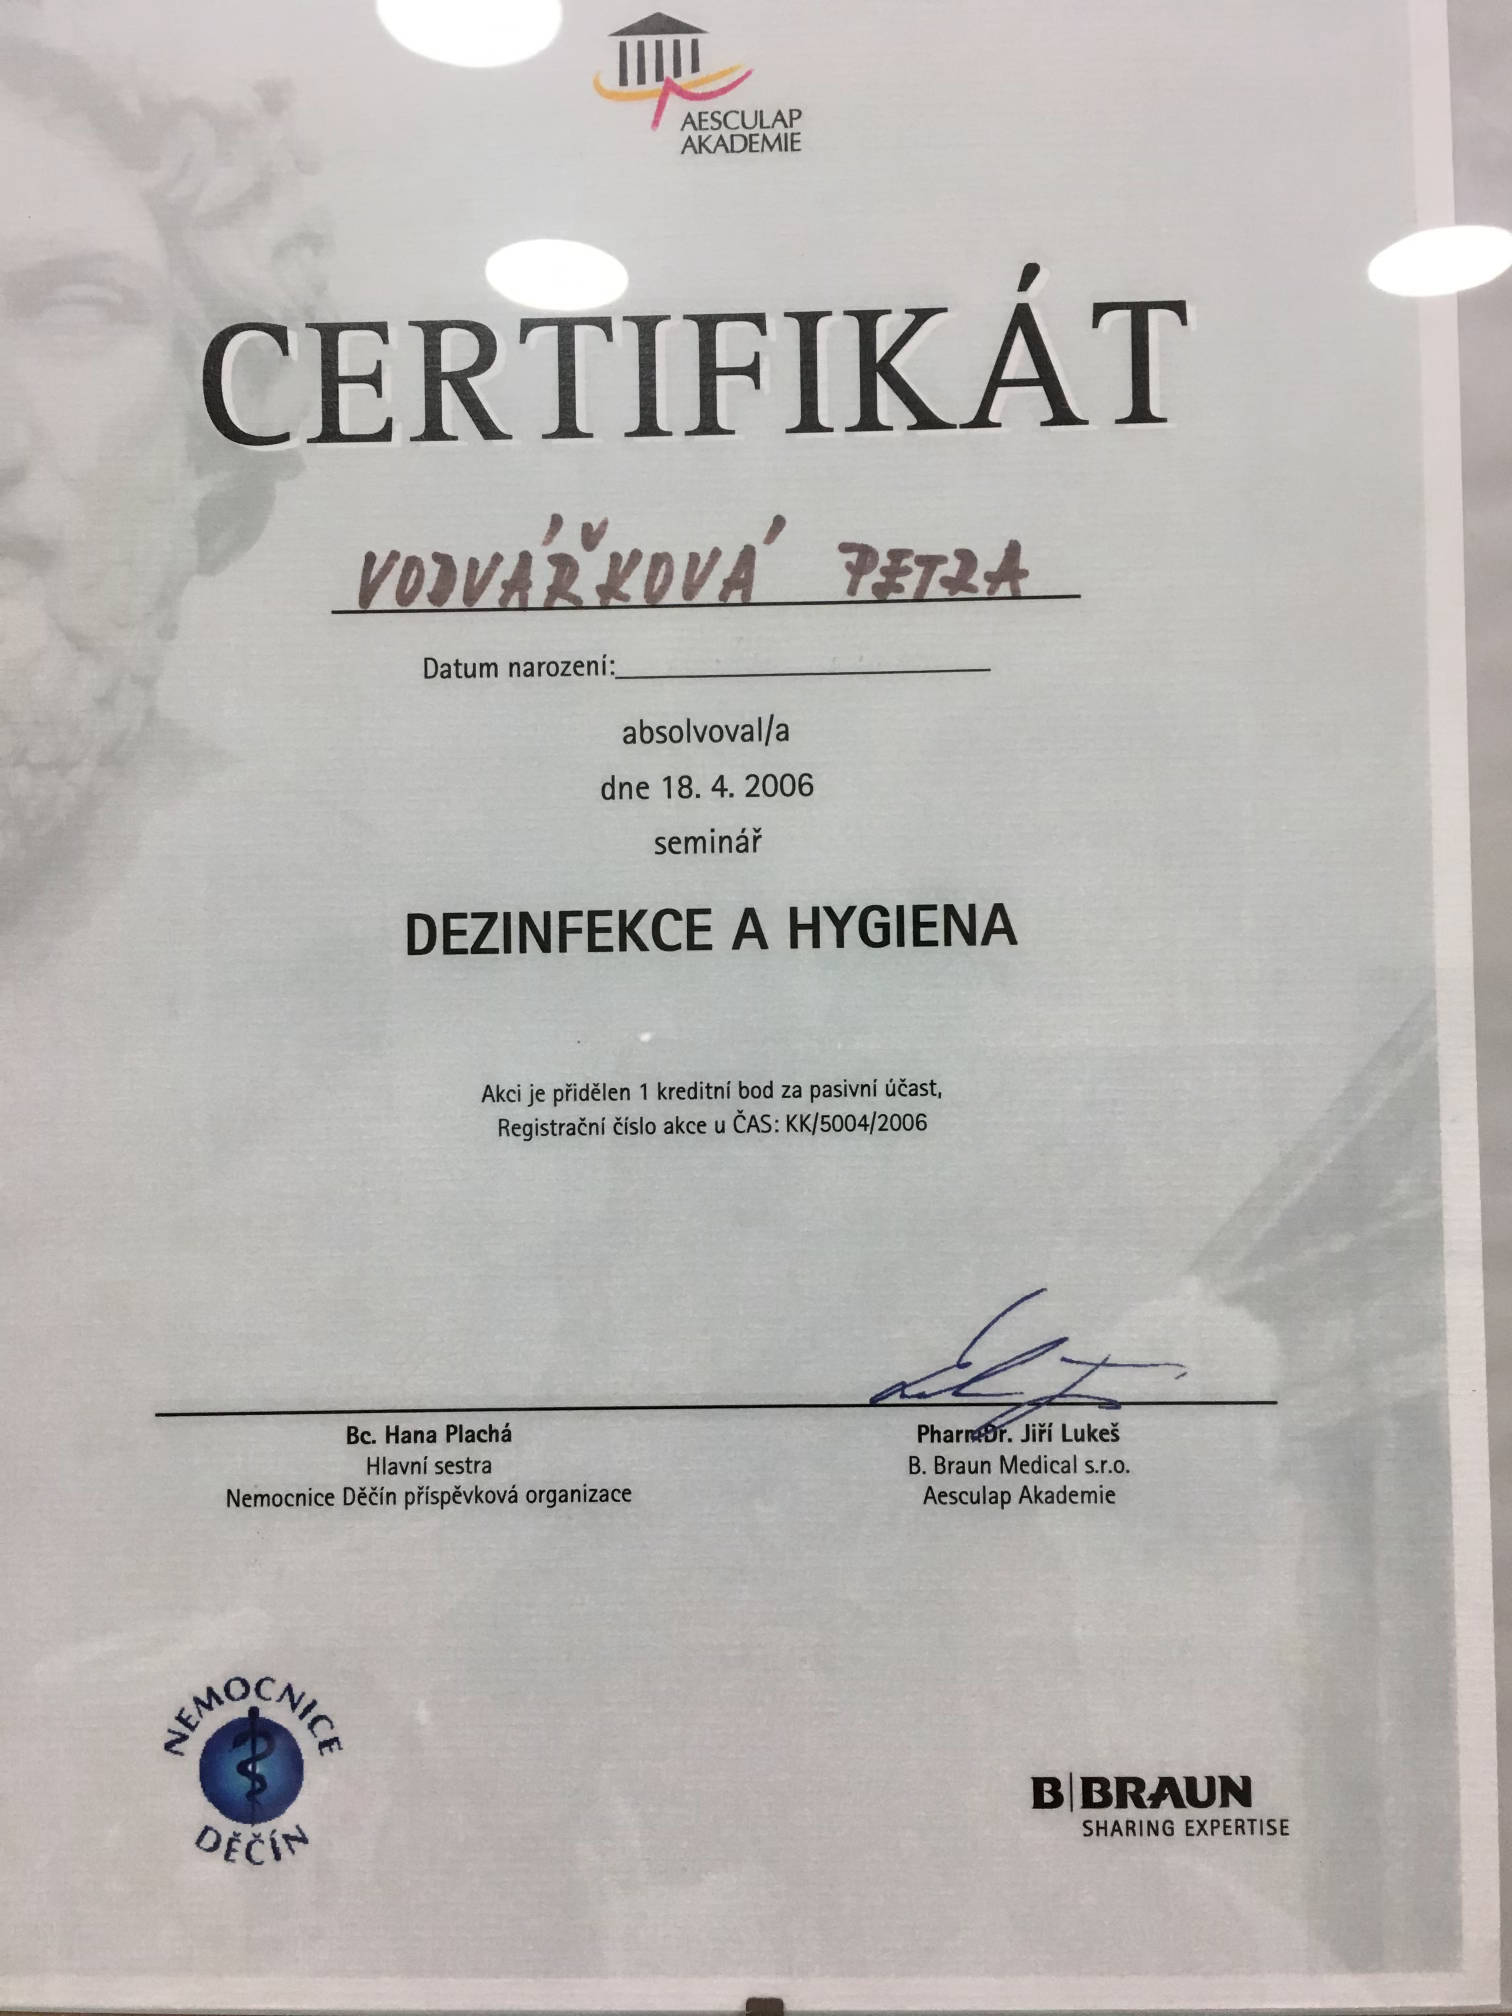 AESCULAP
AKADEMIE
CERTIFIKÁT
VODVÁŘKOVÁ PETRA
Datum narození:
absolvoval/a
dne 18. 4. 2006
seminář
DEZINFEKCE A HYGIENA
Akci je přidělen 1 kreditní bod za pasivní účast,
Registrační číslo akce u ČAS: KK/5004/2006
Bc. Hana Plachá
Hlavní sestra
Nemocnice Děčín příspěvková organizace
PharmDr. Jiří Lukeš
B. Braun Medical s.r.o.
Aesculap Akademie
NEMOCNICE
DĚČÍN
B|BRAUN
SHARING EXPERTISE